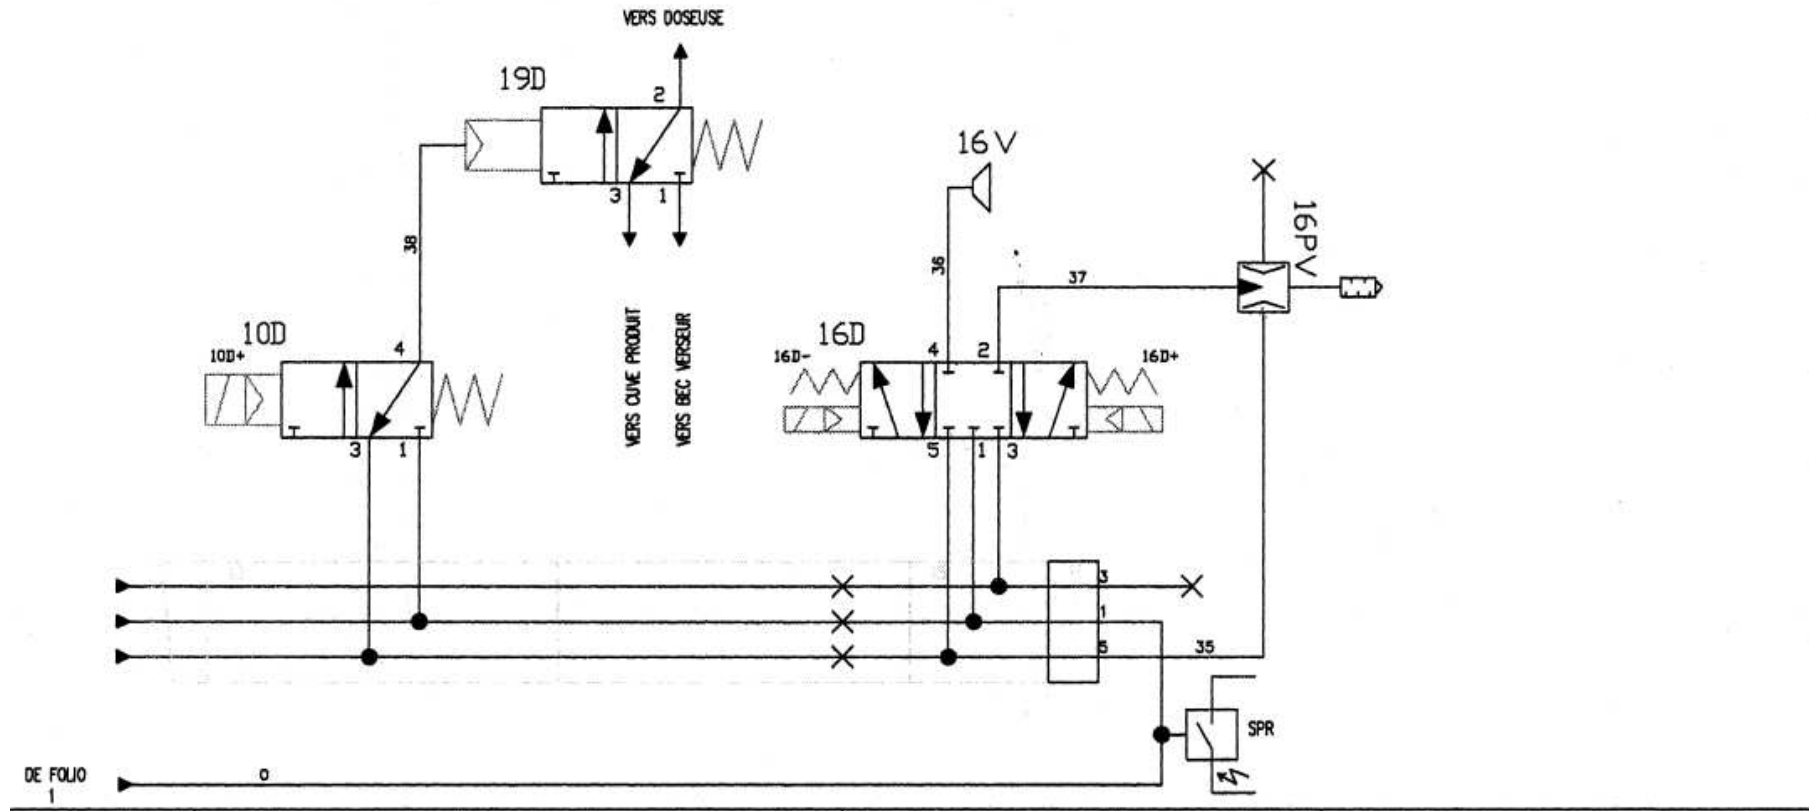 VERS DOSEUSE
19D
2
3
1
16V
16PV
38
36
37
VERS CUVE PRODUIT
VERS BEC VERSEUR
10D
10D+
4
3
1
16D
16D-
16D+
4
2
5
1
3
3
1
5
35
SPR
DE FOLIO
1
0